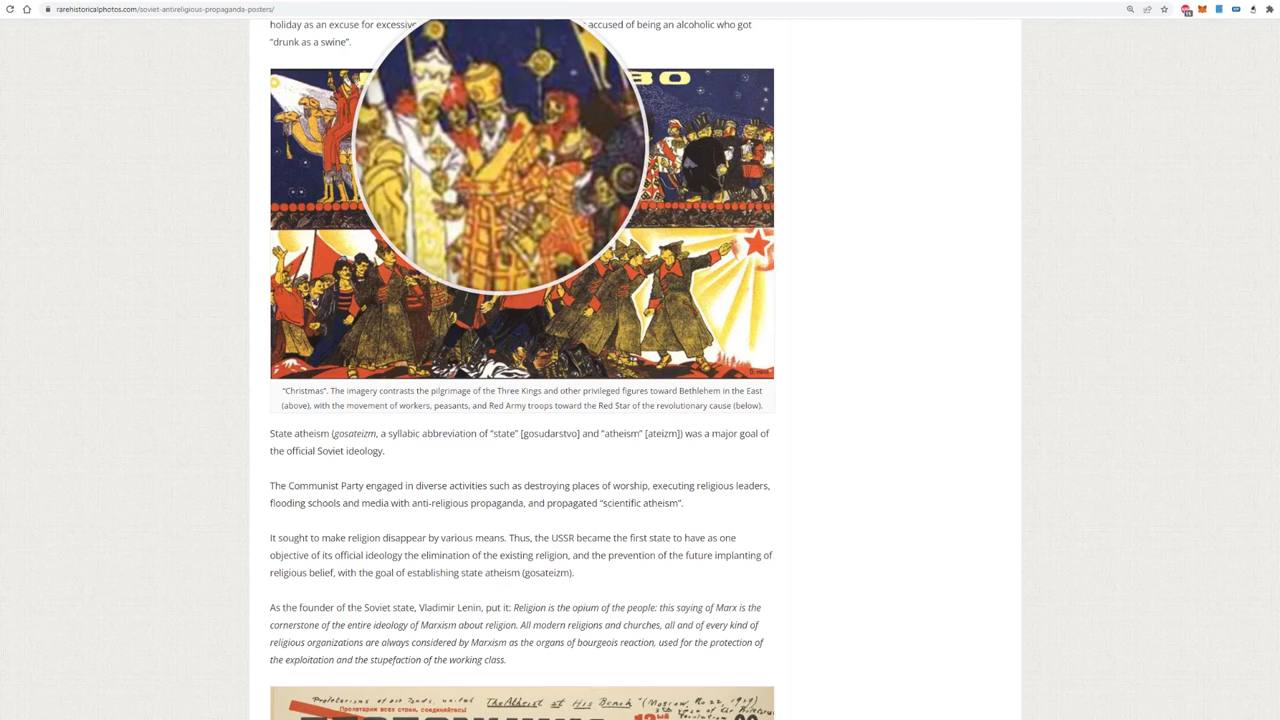 rarehistoricalphotos.com/soviet-antireligious-propaganda-posters/
holiday as an excuse for excessive accused of being an alcoholic who got
“drunk as a swine”.
30
“Christmas”. The imagery contrasts the pilgrimage of the Three Kings and other privileged figures toward Bethlehem in the East
(above), with the movement of workers, peasants, and Red Army troops toward the Red Star of the revolutionary cause (below).
State atheism (gosateizm, a syllabic abbreviation of “state” [gosudarstvo] and “atheism” [ateizm]) was a major goal of
the official Soviet ideology.
The Communist Party engaged in diverse activities such as destroying places of worship, executing religious leaders,
flooding schools and media with anti-religious propaganda, and propagated “scientific atheism”.
It sought to make religion disappear by various means. Thus, the USSR became the first state to have as one
objective of its official ideology the elimination of the existing religion, and the prevention of the future implanting of
religious belief, with the goal of establishing state atheism (gosateizm).
As the founder of the Soviet state, Vladimir Lenin, put it: Religion is the opium of the people: this saying of Marx is the
cornerstone of the entire ideology of Marxism about religion. All modern religions and churches, all and of every kind of
religious organizations are always considered by Marxism as the organs of bourgeois reaction, used for the protection of
the exploitation and the stupefaction of the working class.
Proletarians of all lands, united The Atheist at His Bench (Moscow, No 22, 1929)
Пролетарии всех стран, соединяйтесь!